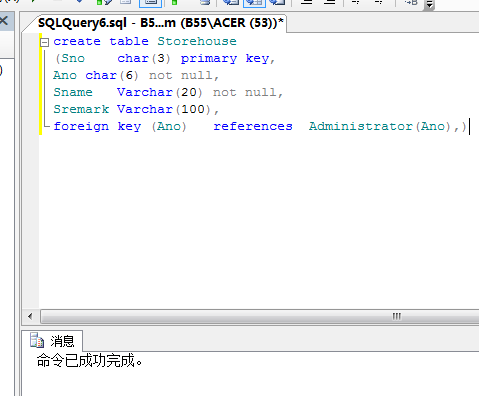 SQLQuery6.sql - B5...m (B55\ACER (53))*
create table Storehouse
(Sno    char(3) primary key,
Ano char(6) not null,
Sname   Varchar(20) not null,
Sremark Varchar(100),
foreign key (Ano)   references  Administrator(Ano),)
消息
命令已成功完成。